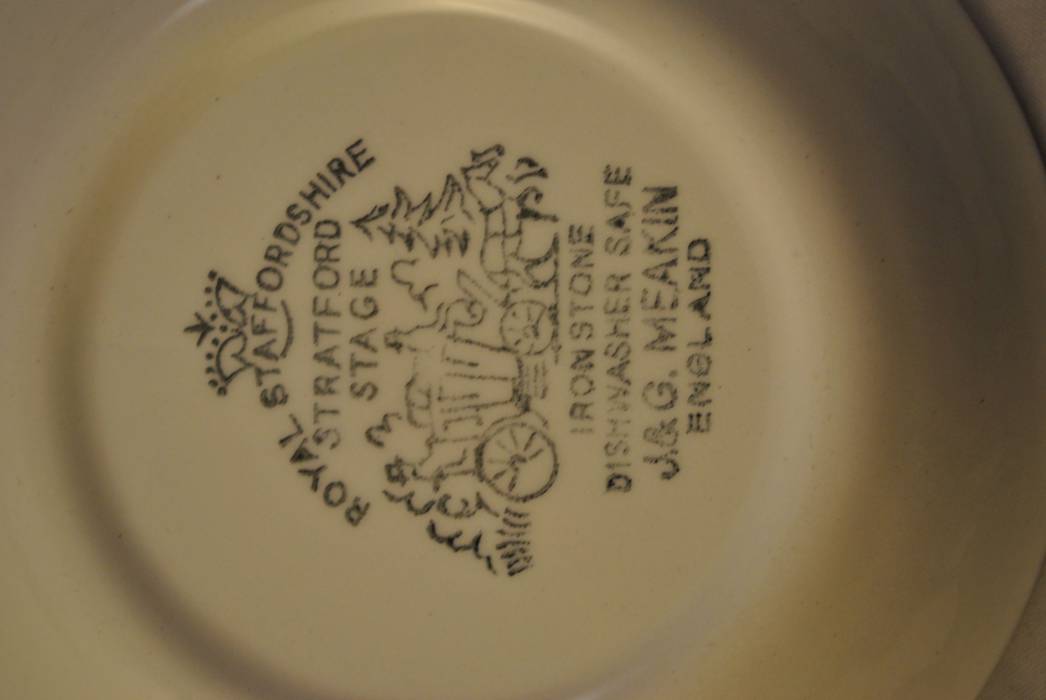 ROYAL STAFFORDSHIRE
STRATFORD
STAGE
IRONSTONE
DISHWASHER SAFE
J.&G. MEAKIN
ENGLAND